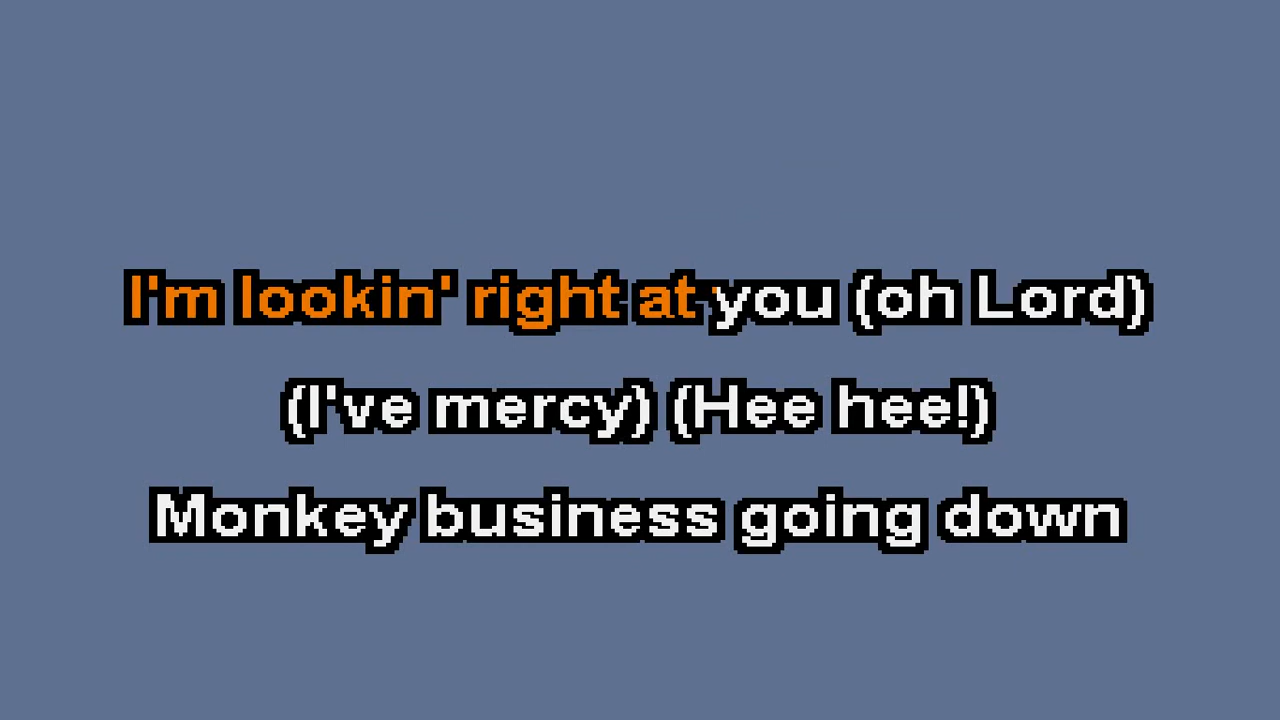 I'm lookin' right at you (oh Lord)
(I've mercy) (Hee hee!)
Monkey business going down